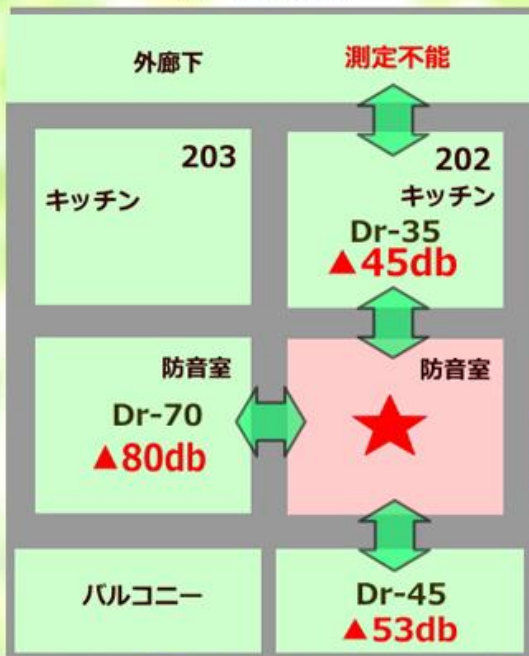 外廊下
測定不能
203
キッチン
202
キッチン
Dr-35
▲45db
防音室
Dr-70
▲80db
防音室
バルコニー
Dr-45
▲53db